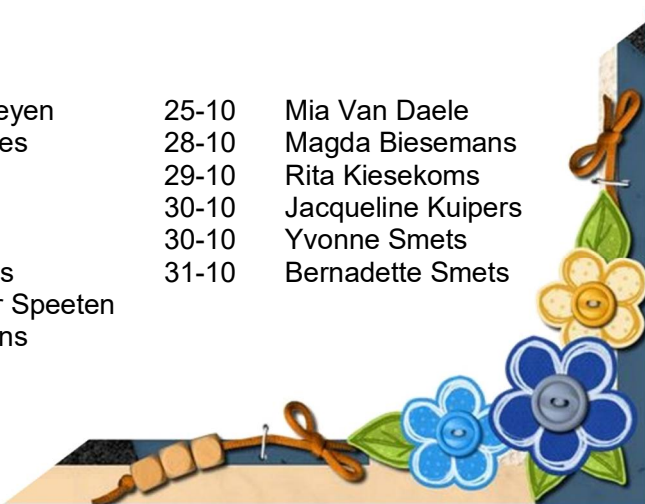 eyen 25-10 Mia Van Daele
es 28-10 Magda Biesemans
29-10 Rita Kiesekoms
30-10 Jacqueline Kuipers
30-10 Yvonne Smets
s 31-10 Bernadette Smets
r Speeten
ns